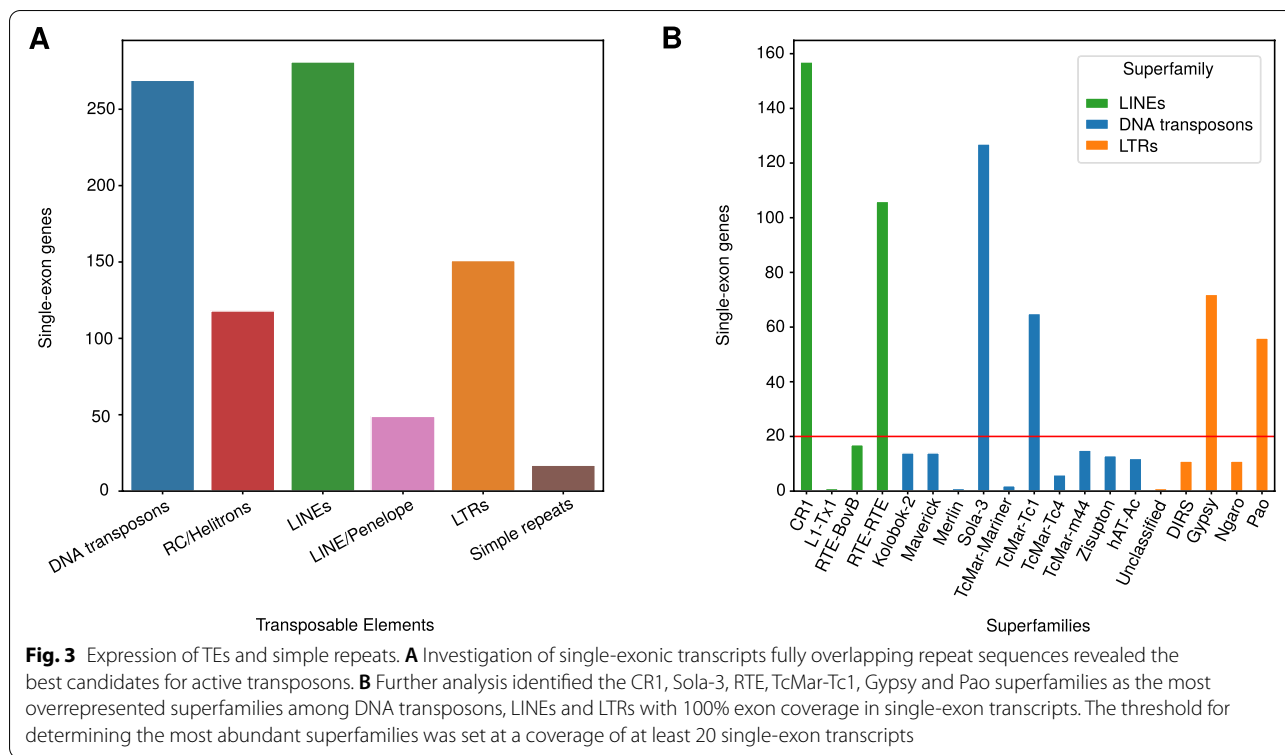 A
Single-exon genes
250
200
150
100
50
0
DNA transposons
RC/Helitrons
LINEs
LINE/Penelope
LTRs
Simple repeats
Transposable Elements
B
Single-exon genes
160
140
120
100
80
60
40
20
0
Superfamily
LINEs
DNA transposons
LTRs
CR1
L1-Tx1
RTE-BovB
RTE-RTE
Kolobok-2
Maverick
Merlin
Sola-3
TcMar-Mariner
TcMar-Tc1
TcMar-Tc4
TcMar-m44
Zisupton
hAT-Ac
Unclassified
DIRS
Gypsy
Ngaro
Pao
Superfamilies
Fig. 3 Expression of TEs and simple repeats. A Investigation of single-exonic transcripts fully overlapping repeat sequences revealed the
best candidates for active transposons. B Further analysis identified the CR1, Sola-3, RTE, TcMar-Tc1, Gypsy and Pao superfamilies as the most
overrepresented superfamilies among DNA transposons, LINEs and LTRs with 100% exon coverage in single-exon transcripts. The threshold for
determining the most abundant superfamilies was set at a coverage of at least 20 single-exon transcripts